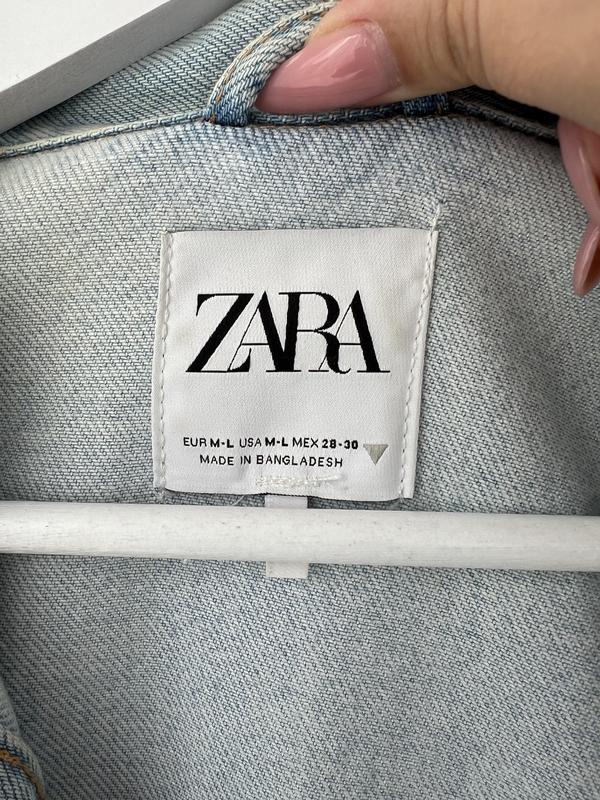 ZARA
EUR M-L USA M-L MEX 28-30
MADE IN BANGLADESH